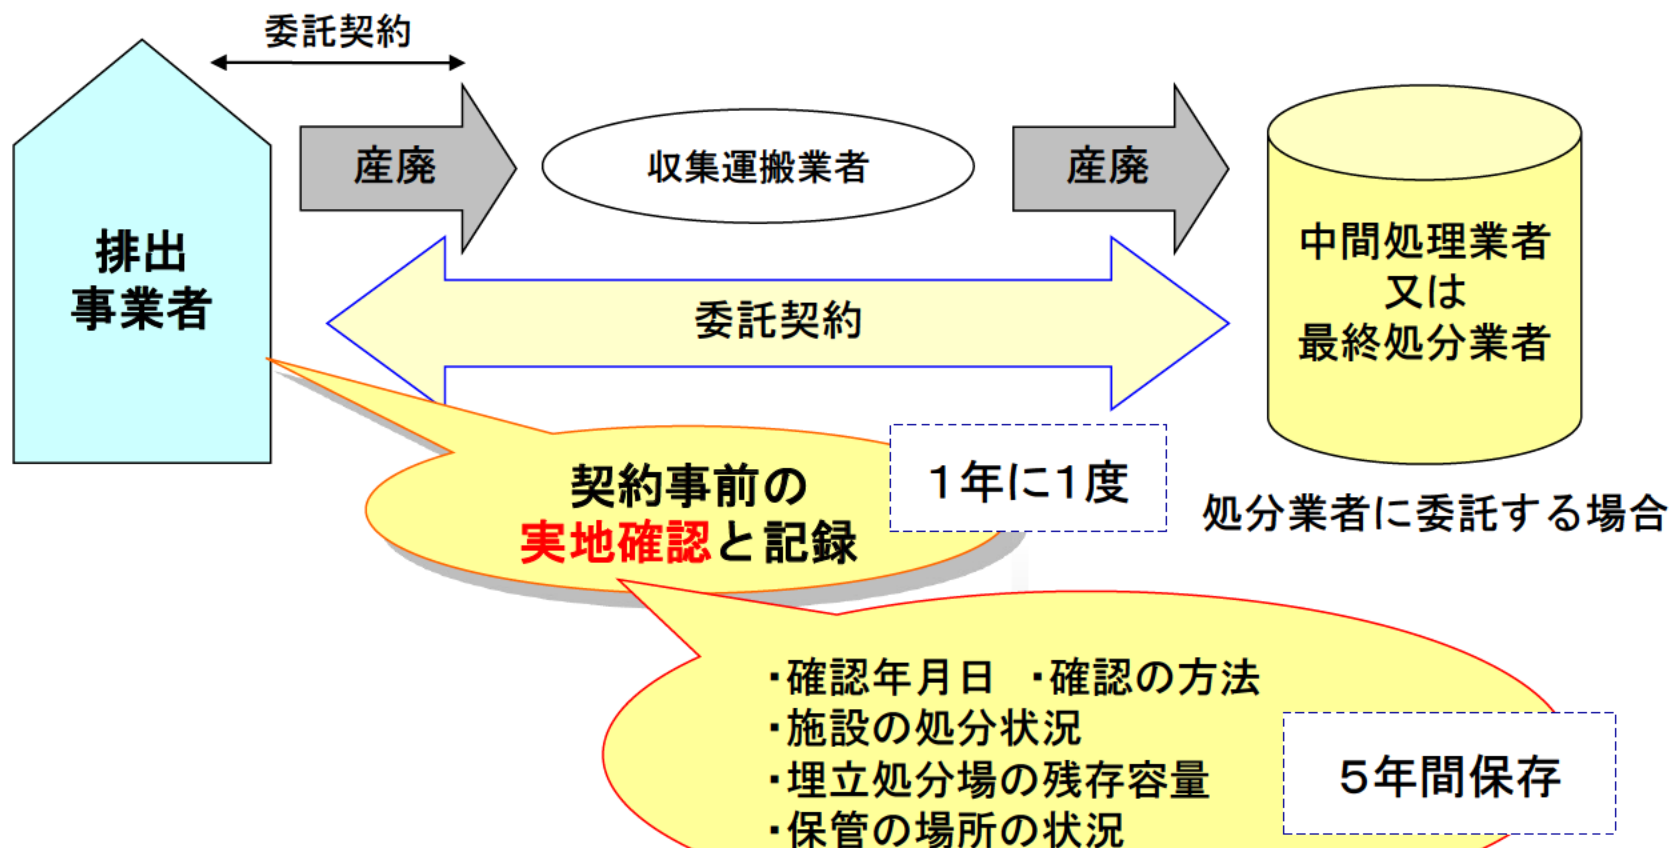 委託契約
産廃
収集運搬業者
産廃
排出
事業者
中間処理業者
又は
最終処分業者
委託契約
契約事前の
実地確認と記録
１年に１度
処分業者に委託する場合
・確認年月日　・確認の方法
・施設の処分状況
・埋立処分場の残存容量
・保管の場所の状況
５年間保存